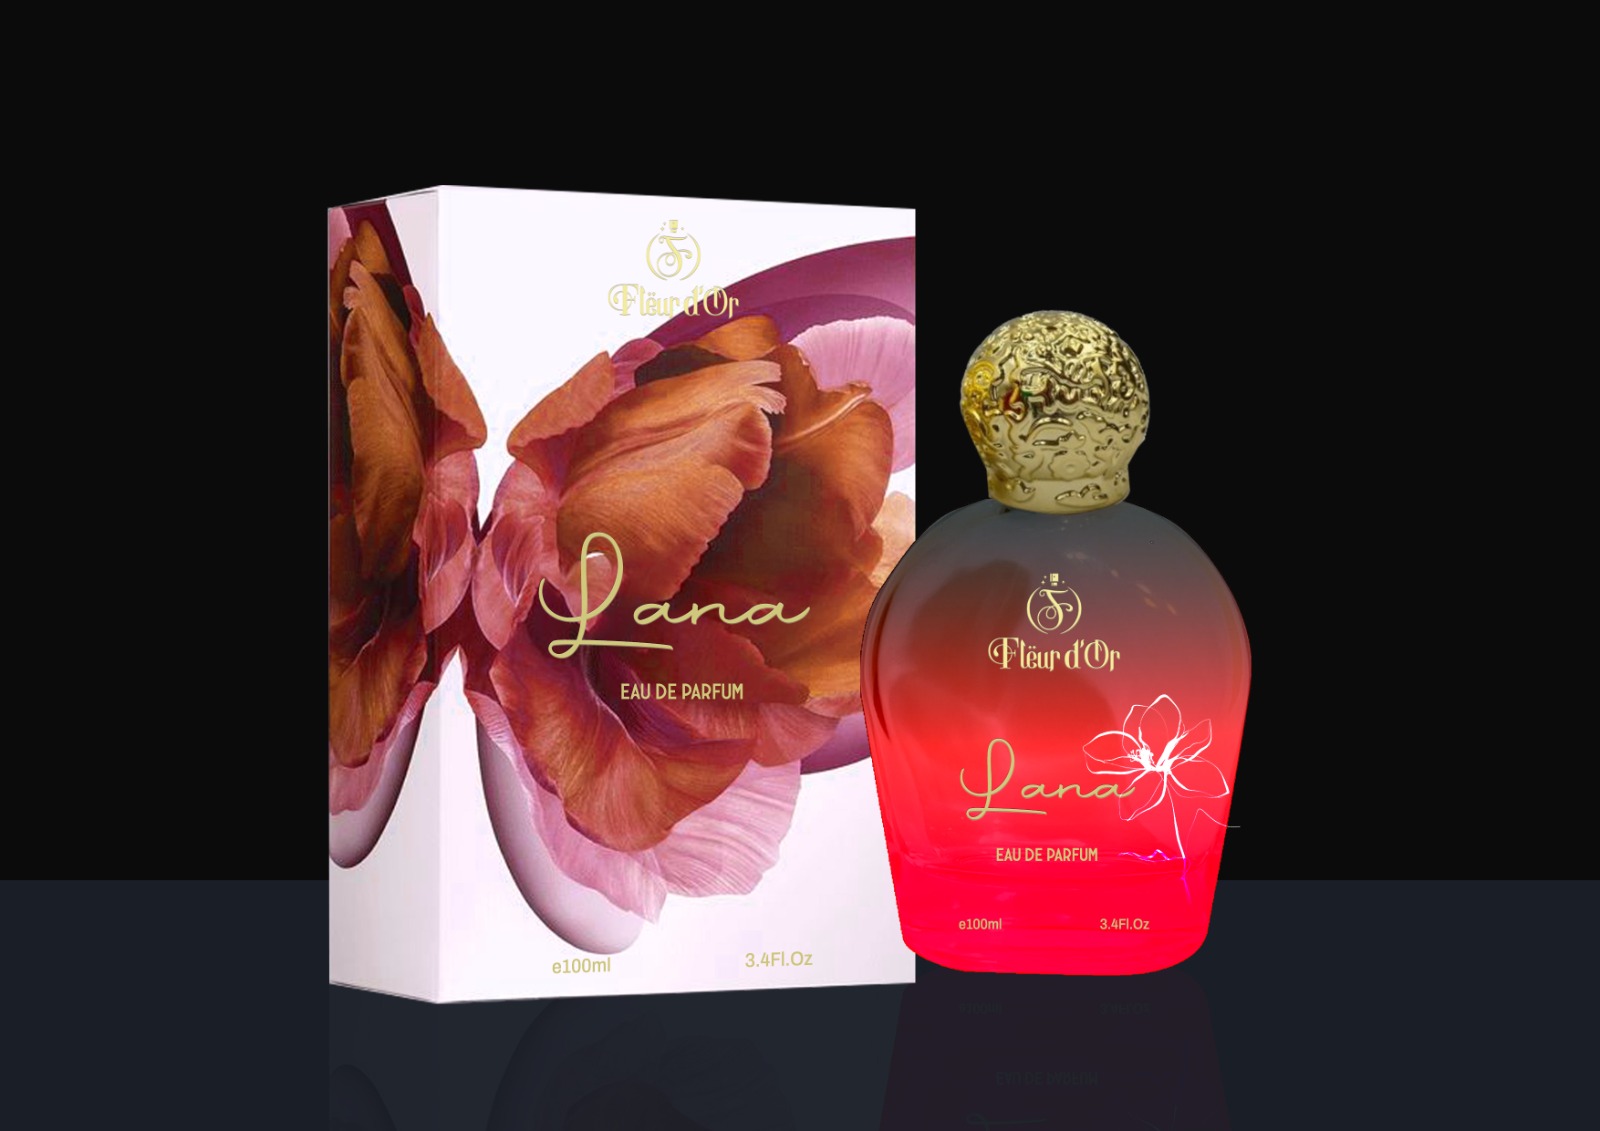 Flëur d'Or
Lana
EAU DE PARFUM
e100ml
3.4Fl.Oz
Flëur d'Or
Lana
EAU DE PARFUM
e100ml
3.4Fl.Oz